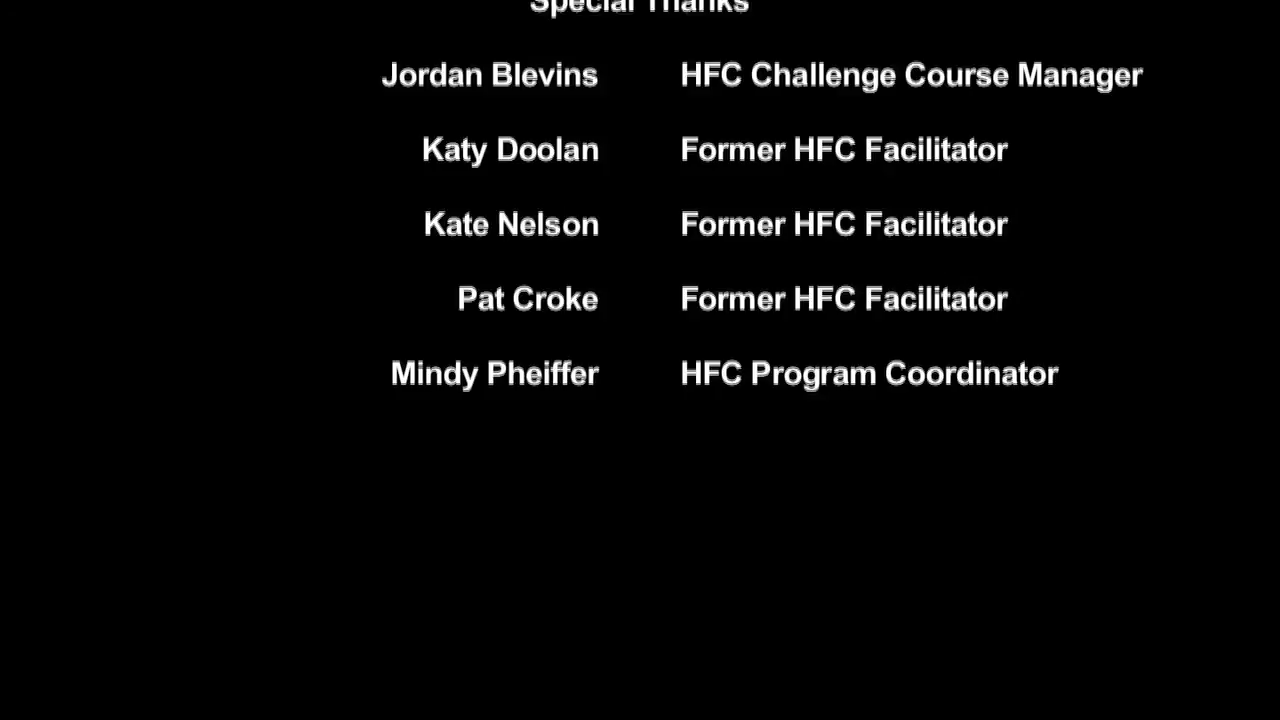 Special Thanks
Jordan Blevins HFC Challenge Course Manager
Katy Doolan Former HFC Facilitator
Kate Nelson Former HFC Facilitator
Pat Croke Former HFC Facilitator
Mindy Pheiffer HFC Program Coordinator